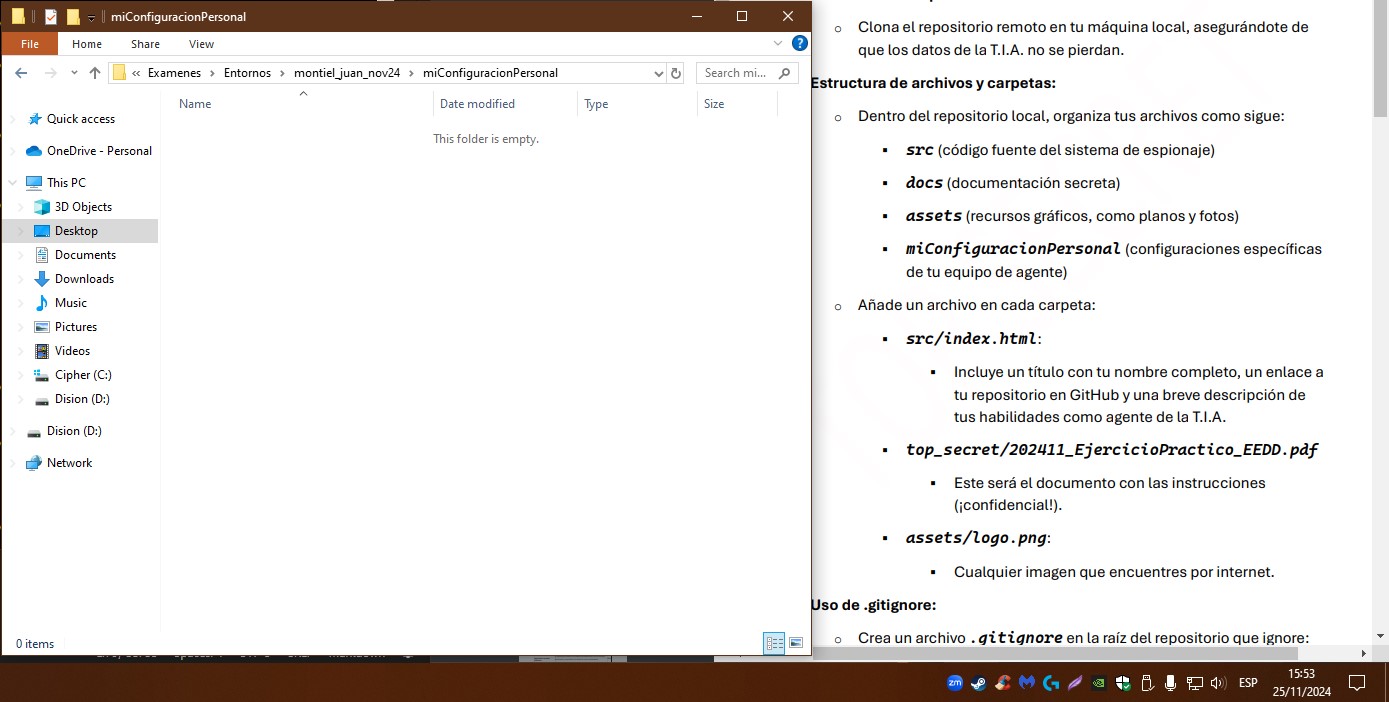 miConfiguracionPersonal
File Home Share View
« Examenes > Entornos > montiel_juan_nov24 > miConfiguracionPersonal
Search mi...
Name Date modified Type Size
This folder is empty.
Quick access
OneDrive - Personal
This PC
3D Objects
Desktop
Documents
Downloads
Music
Pictures
Videos
Cipher (C:)
Dision (D:)
Dision (D:)
Network
0 items
Clona el repositorio remoto en tu máquina local, asegurándote de
que los datos de la T.I.A. no se pierdan.
Estructura de archivos y carpetas:
Dentro del repositorio local, organiza tus archivos como sigue:
src (código fuente del sistema de espionaje)
docs (documentación secreta)
assets (recursos gráficos, como planos y fotos)
miConfiguracionPersonal (configuraciones específicas
de tu equipo de agente)
Añade un archivo en cada carpeta:
src/index.html:
Incluye un título con tu nombre completo, un enlace a
tu repositorio en GitHub y una breve descripción de
tus habilidades como agente de la T.I.A.
top_secret/202411_EjercicioPractico_EEDD.pdf
Este será el documento con las instrucciones
(¡confidencial!).
assets/logo.png:
Cualquier imagen que encuentres por internet.
Uso de .gitignore:
Crea un archivo .gitignore en la raíz del repositorio que ignore:
zm
ESP
15:53
25/11/2024